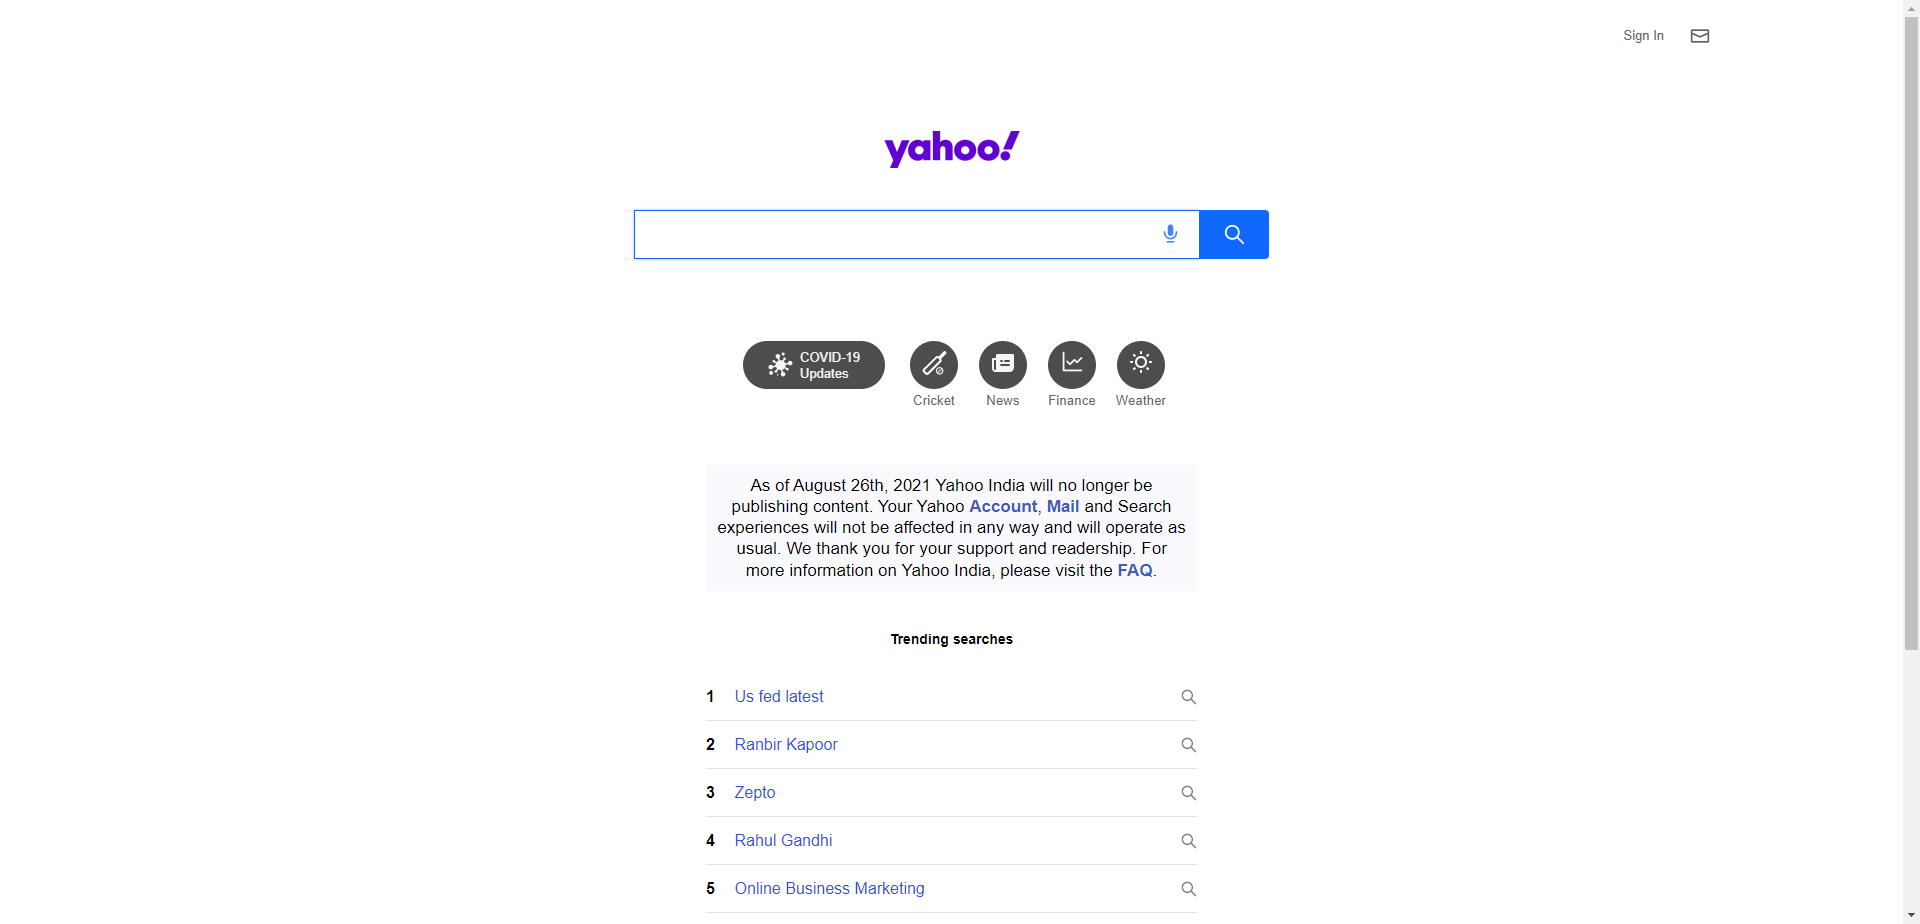 Sign In
yahoo!
COVID-19
Updates
Cricket
News
Finance
Weather
As of August 26th, 2021 Yahoo India will no longer be
publishing content. Your Yahoo Account, Mail and Search
experiences will not be affected in any way and will operate as
usual. We thank you for your support and readership. For
more information on Yahoo India, please visit the FAQ.
Trending searches
1 Us fed latest
2 Ranbir Kapoor
3 Zepto
4 Rahul Gandhi
5 Online Business Marketing